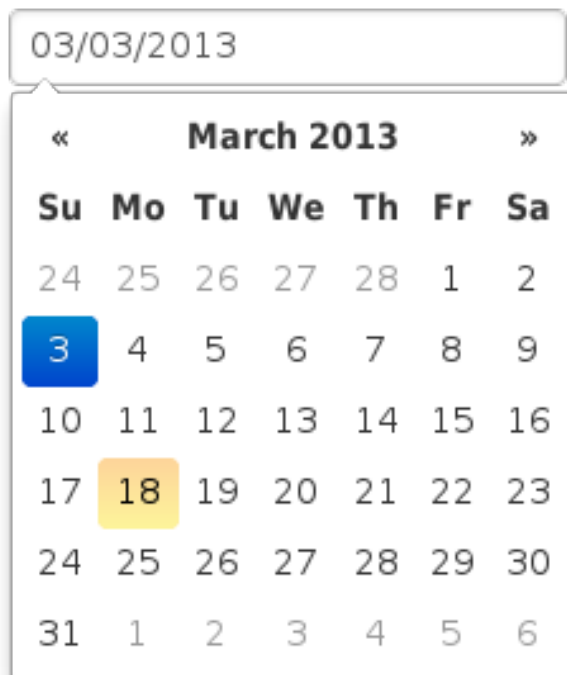 03/03/2013
« March 2013 »
Su Mo Tu We Th Fr Sa
24 25 26 27 28 1 2
3 4 5 6 7 8 9
10 11 12 13 14 15 16
17 18 19 20 21 22 23
24 25 26 27 28 29 30
31 1 2 3 4 5 6